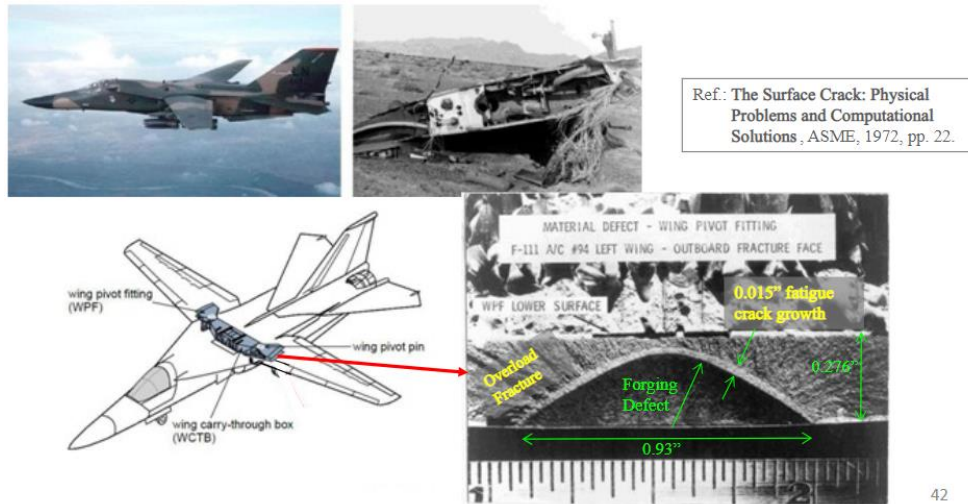 Ref.: The Surface Crack: Physical
Problems and Computational
Solutions , ASME, 1972, pp. 22.
wing pivot fitting
(WPF)
wing pivot pin
wing carry-through box
(WCTB)
MATERIAL DEFECT - WING PIVOT FITTING
F-111 A/C #94 LEFT WING - OUTBOARD FRACTURE FACE
WPF LOWER SURFACE
0.015” fatigue
crack growth
Overload
Fracture
Forging
Defect
0.276”
0.93”
2
42